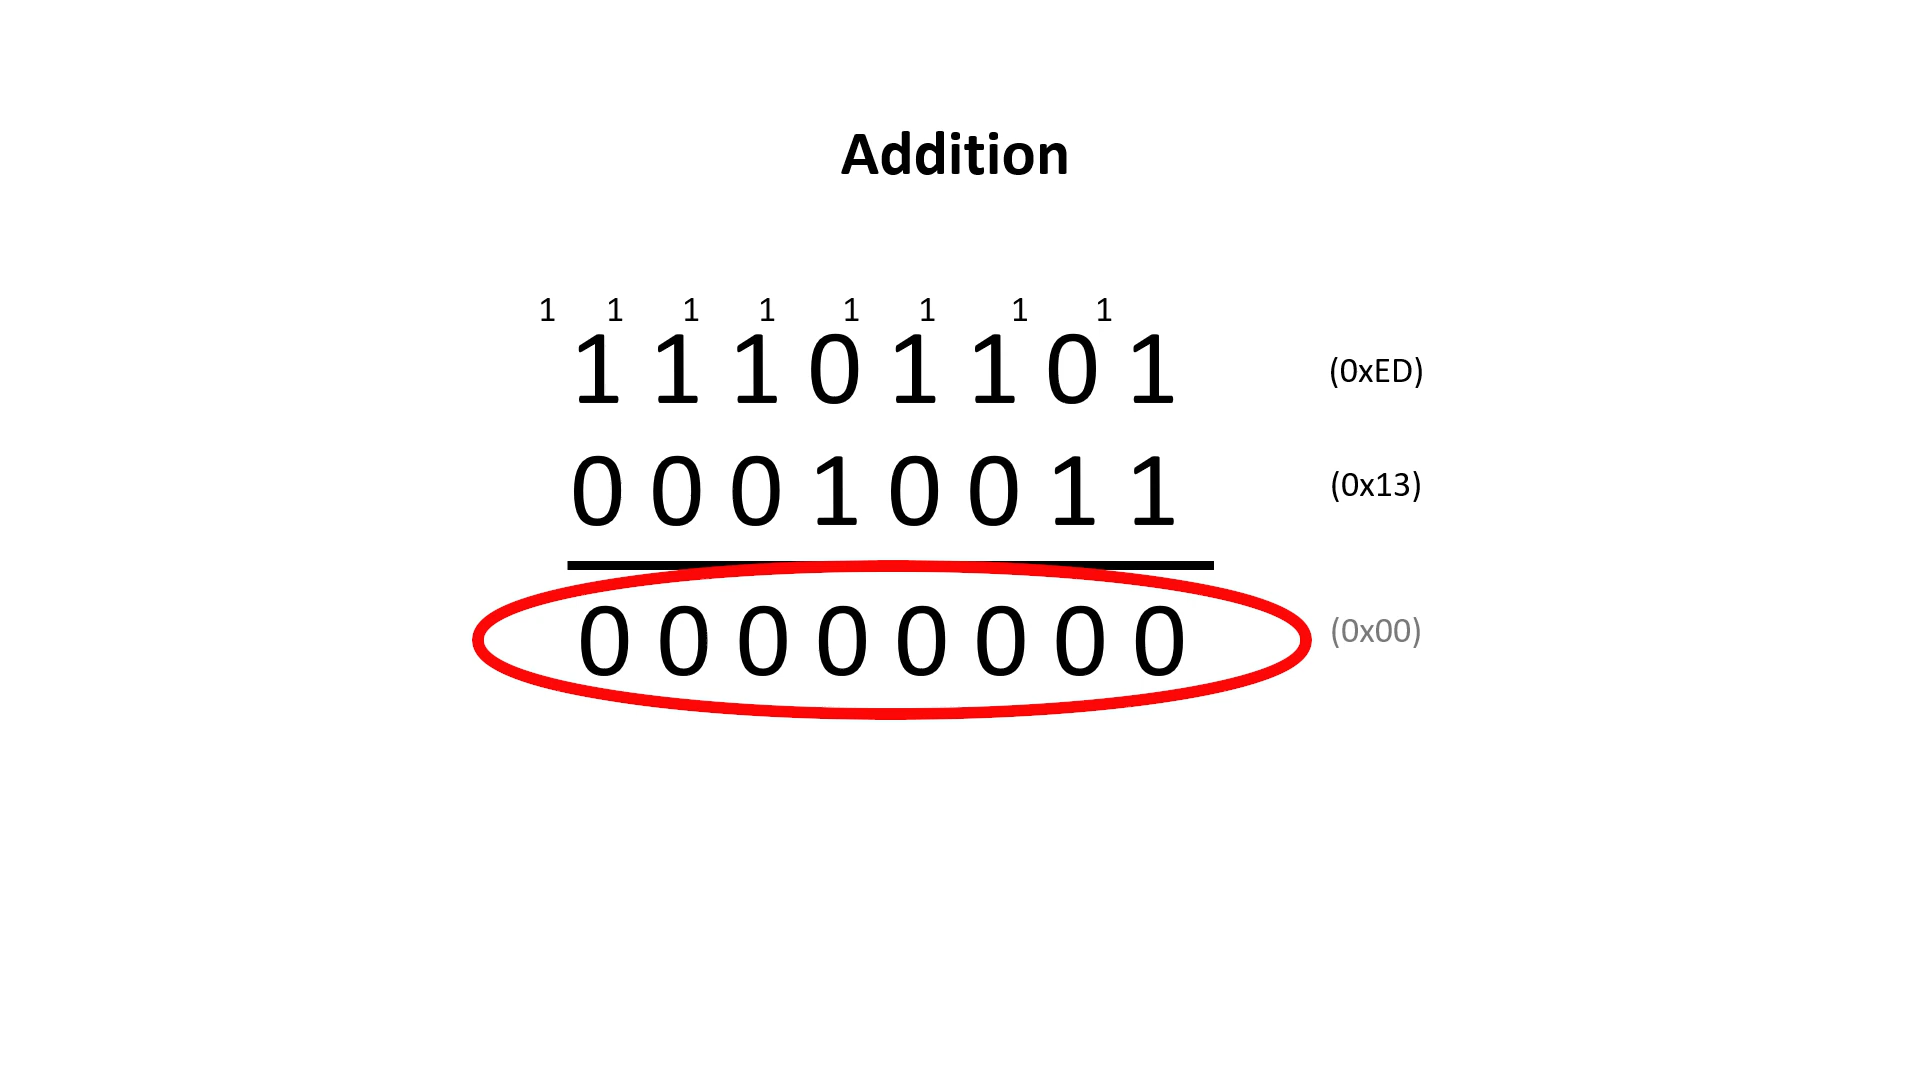 Addition
1 1 1 1 1 1 1 1
1 1 1 0 1 1 0 1 (0xED)
0 0 0 1 0 0 1 1 (0x13)
0 0 0 0 0 0 0 0 (0x00)